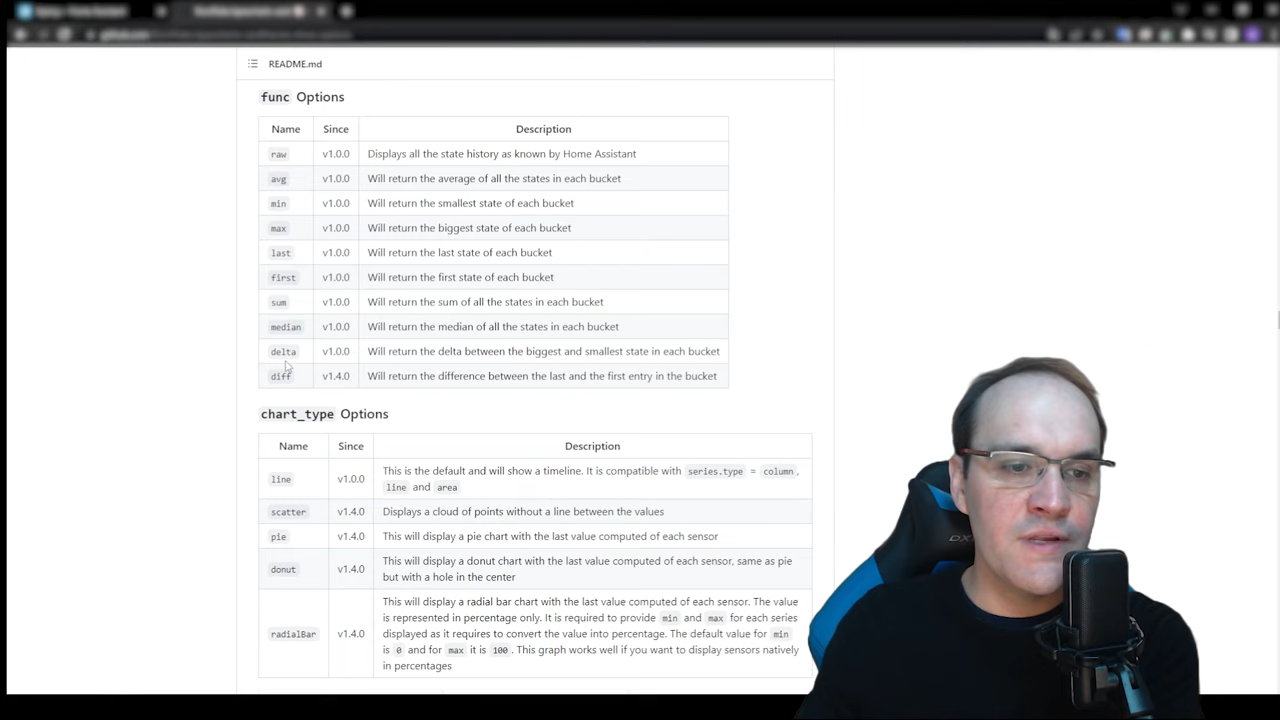 README.md
func Options
Name Since Description
raw v1.0.0 Displays all the state history as known by Home Assistant
avg v1.0.0 Will return the average of all the states in each bucket
min v1.0.0 Will return the smallest state of each bucket
max v1.0.0 Will return the biggest state of each bucket
last v1.0.0 Will return the last state of each bucket
first v1.0.0 Will return the first state of each bucket
sum v1.0.0 Will return the sum of all the states in each bucket
median v1.0.0 Will return the median of all the states in each bucket
delta v1.0.0 Will return the delta between the biggest and smallest state in each bucket
diff v1.4.0 Will return the difference between the last and the first entry in the bucket
chart_type Options
Name Since Description
line v1.0.0 This is the default and will show a timeline. It is compatible with series.type = column,
line and area
scatter v1.4.0 Displays a cloud of points without a line between the values
pie v1.4.0 This will display a pie chart with the last value computed of each sensor
donut v1.4.0 This will display a donut chart with the last value computed of each sensor, same as pie
but with a hole in the center
radialBar v1.4.0 This will display a radial bar chart with the last value computed of each sensor. The value
is represented in percentage only. It is required to provide min and max for each series
displayed as it requires to convert the value into percentage. The default value for min
is 0 and for max it is 100. This graph works well if you want to display sensors natively
in percentages